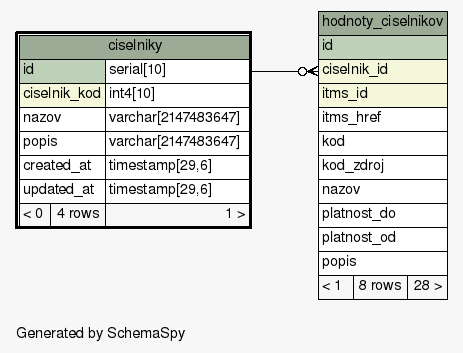 ciselniky
id serial[10]
ciselnik_kod int4[10]
nazov varchar[2147483647]
popis varchar[2147483647]
created_at timestamp[29,6]
updated_at timestamp[29,6]
< 0 4 rows 1 >
hodnoty_ciselnikov
id
ciselnik_id
itms_id
itms_href
kod
kod_zdroj
nazov
platnost_do
platnost_od
popis
< 1 8 rows 28 >
Generated by SchemaSpy